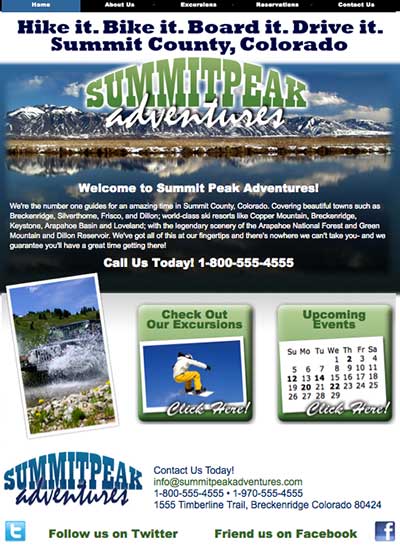 Home About Us Excursions Reservations Contact Us
Hike it. Bike it. Board it. Drive it.
Summit County, Colorado
SUMMITPEAK
adventures
Welcome to Summit Peak Adventures!
We're the number one guides for an amazing time in Summit County, Colorado. Covering beautiful towns such as
Breckenridge, Silverthorne, Frisco, and Dillon; world-class ski resorts like Copper Mountain, Breckenridge,
Keystone, Arapahoe Basin and Loveland; with the legendary scenery of the Arapahoe National Forest and Green
Mountain and Dillon Reservoir. We've got all of this at our fingertips and there's nowhere we can't take you- and we
guarantee you'll have a great time getting there!
Call Us Today! 1-800-555-4555
Check Out
Our Excursions
Click Here!
Upcoming
Events
Su Mo Tu We Th Fr Sa
1 2 3 4
5 6 7 8 9 10 11
12 13 14 15 16 17 18
19 20 21 22 23 24 25
26 27 28 29
Click Here!
SUMMITPEAK
adventures
Contact Us Today!
info@summitpeakadventures.com
1-800-555-4555 • 1-970-555-4555
1555 Timberline Trail, Breckenridge Colorado 80424
Follow us on Twitter Friend us on Facebook